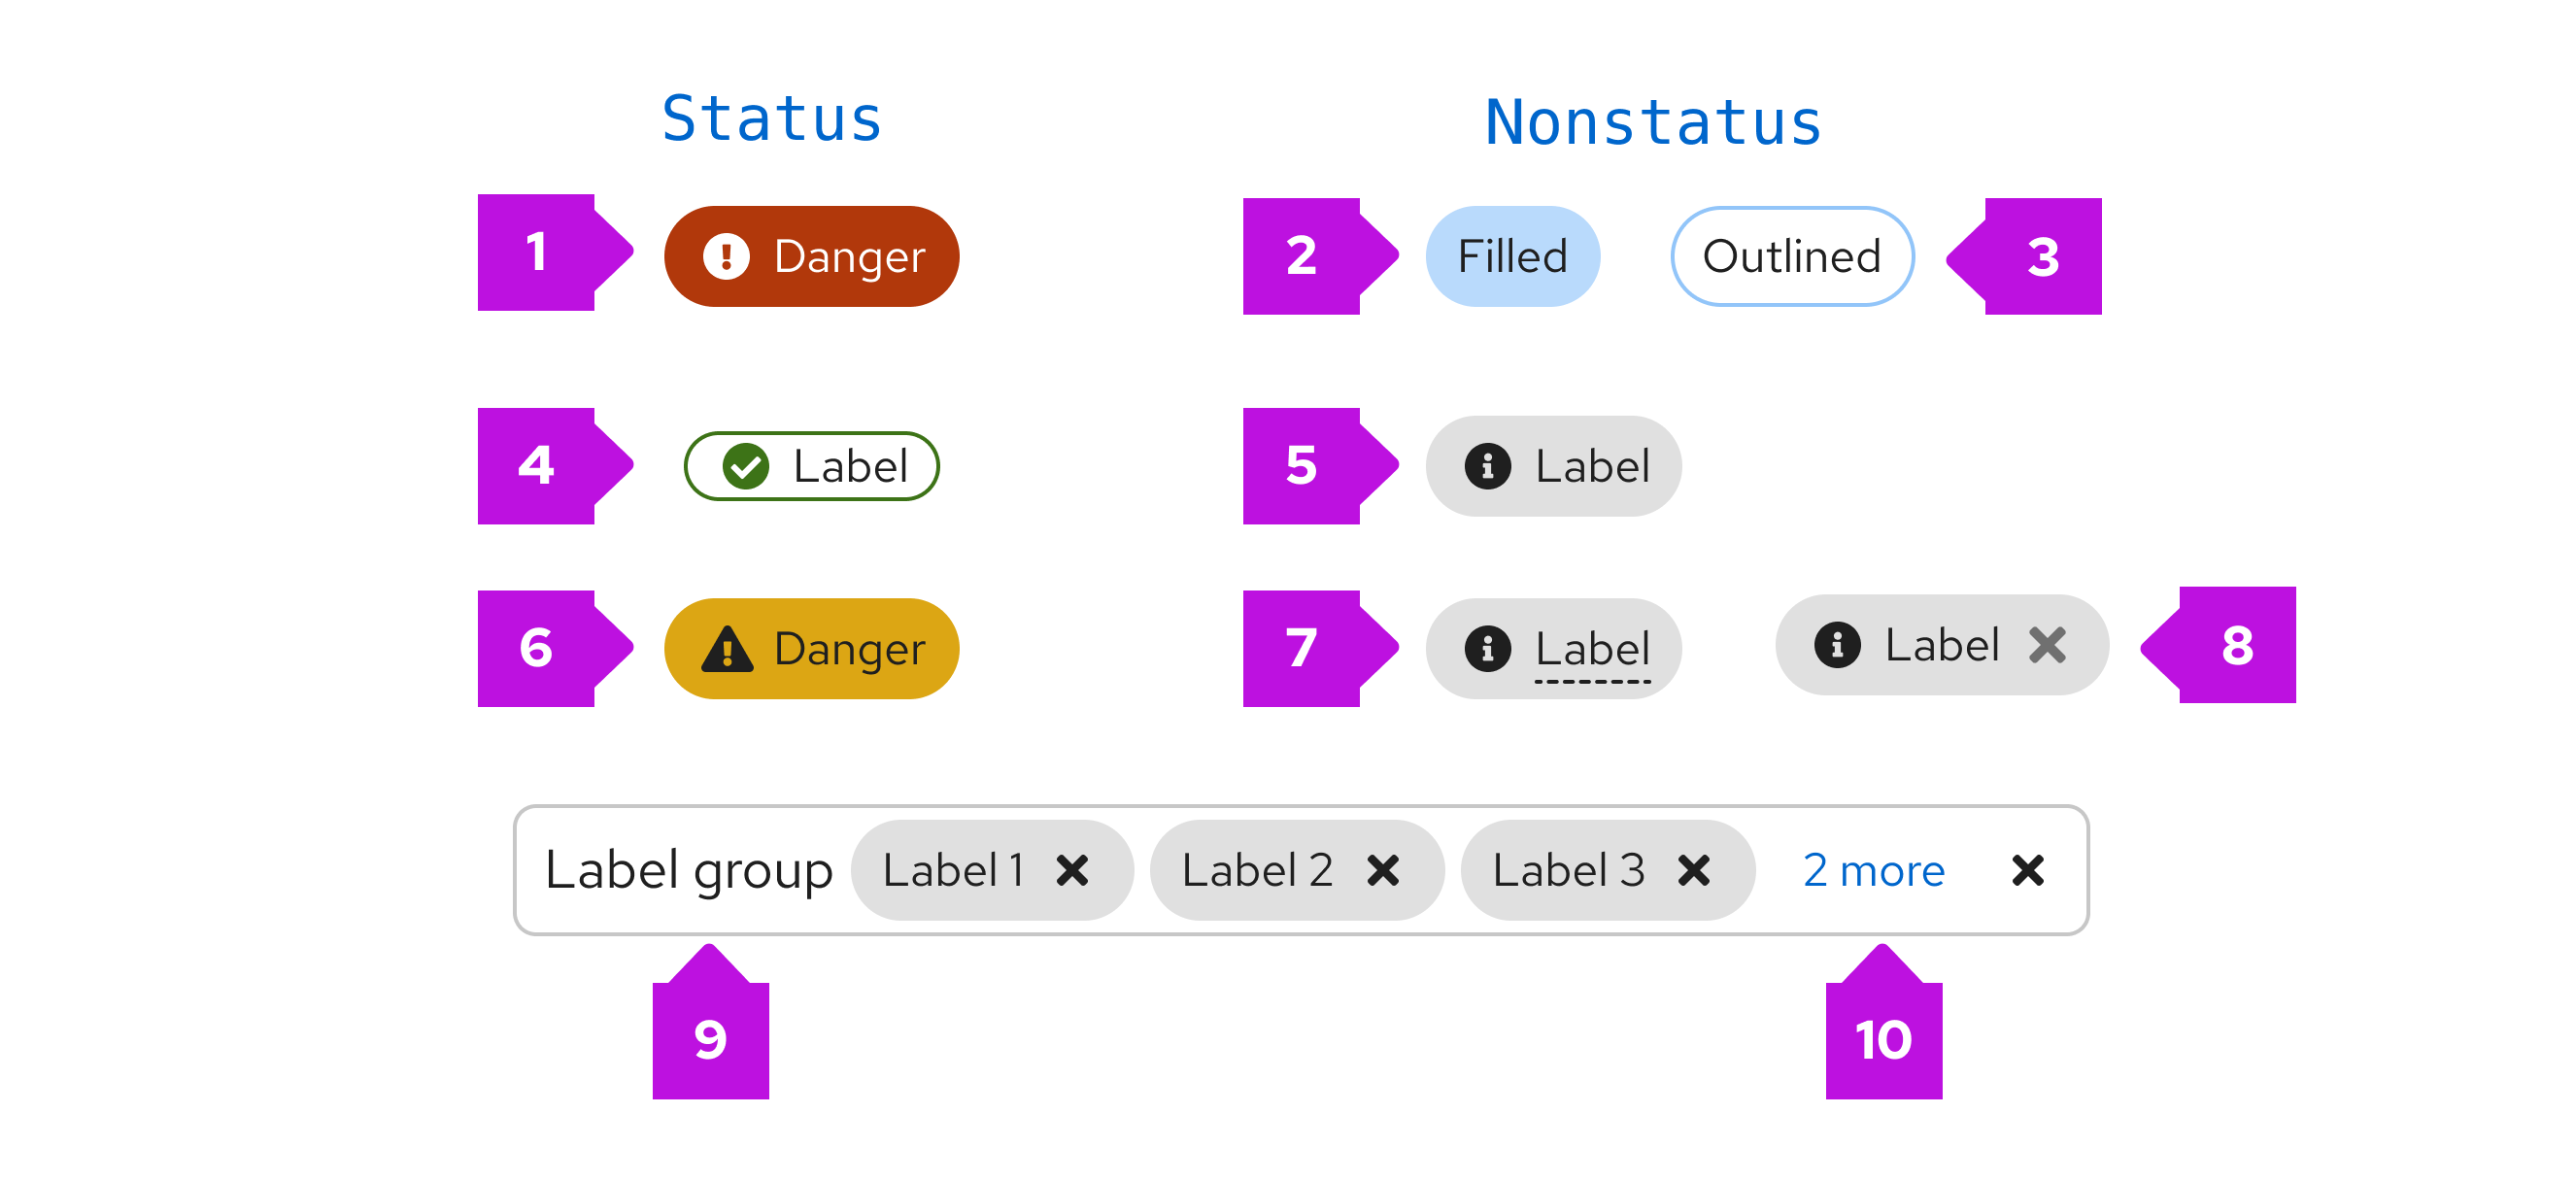 Status
Nonstatus
1 Danger
2 Filled Outlined 3
4 Label
5 Label
6 Danger
7 Label Label 8
Label group Label 1 Label 2 Label 3 2 more
9 10